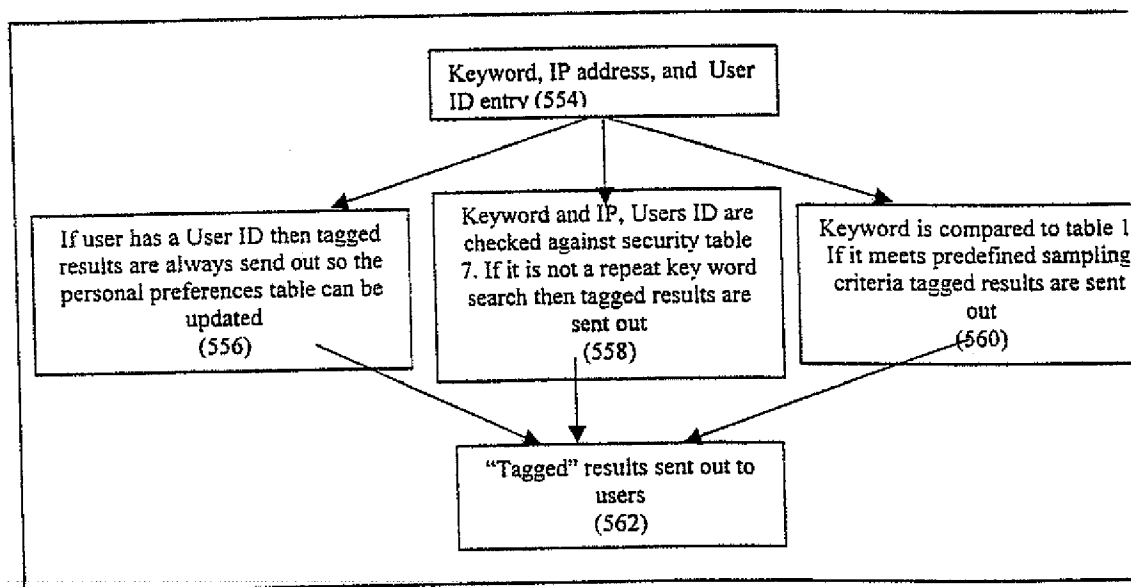 Keyword, IP address, and User
ID entry (554)
If user has a User ID then tagged
results are always send out so the
personal preferences table can be
updated
(556)
Keyword and IP, Users ID are
checked against security table
7. If it is not a repeat key word
search then tagged results are
sent out
(558)
Keyword is compared to table 1
If it meets predefined sampling
criteria tagged results are sent
out
(560)
“Tagged” results sent out to
users
(562)